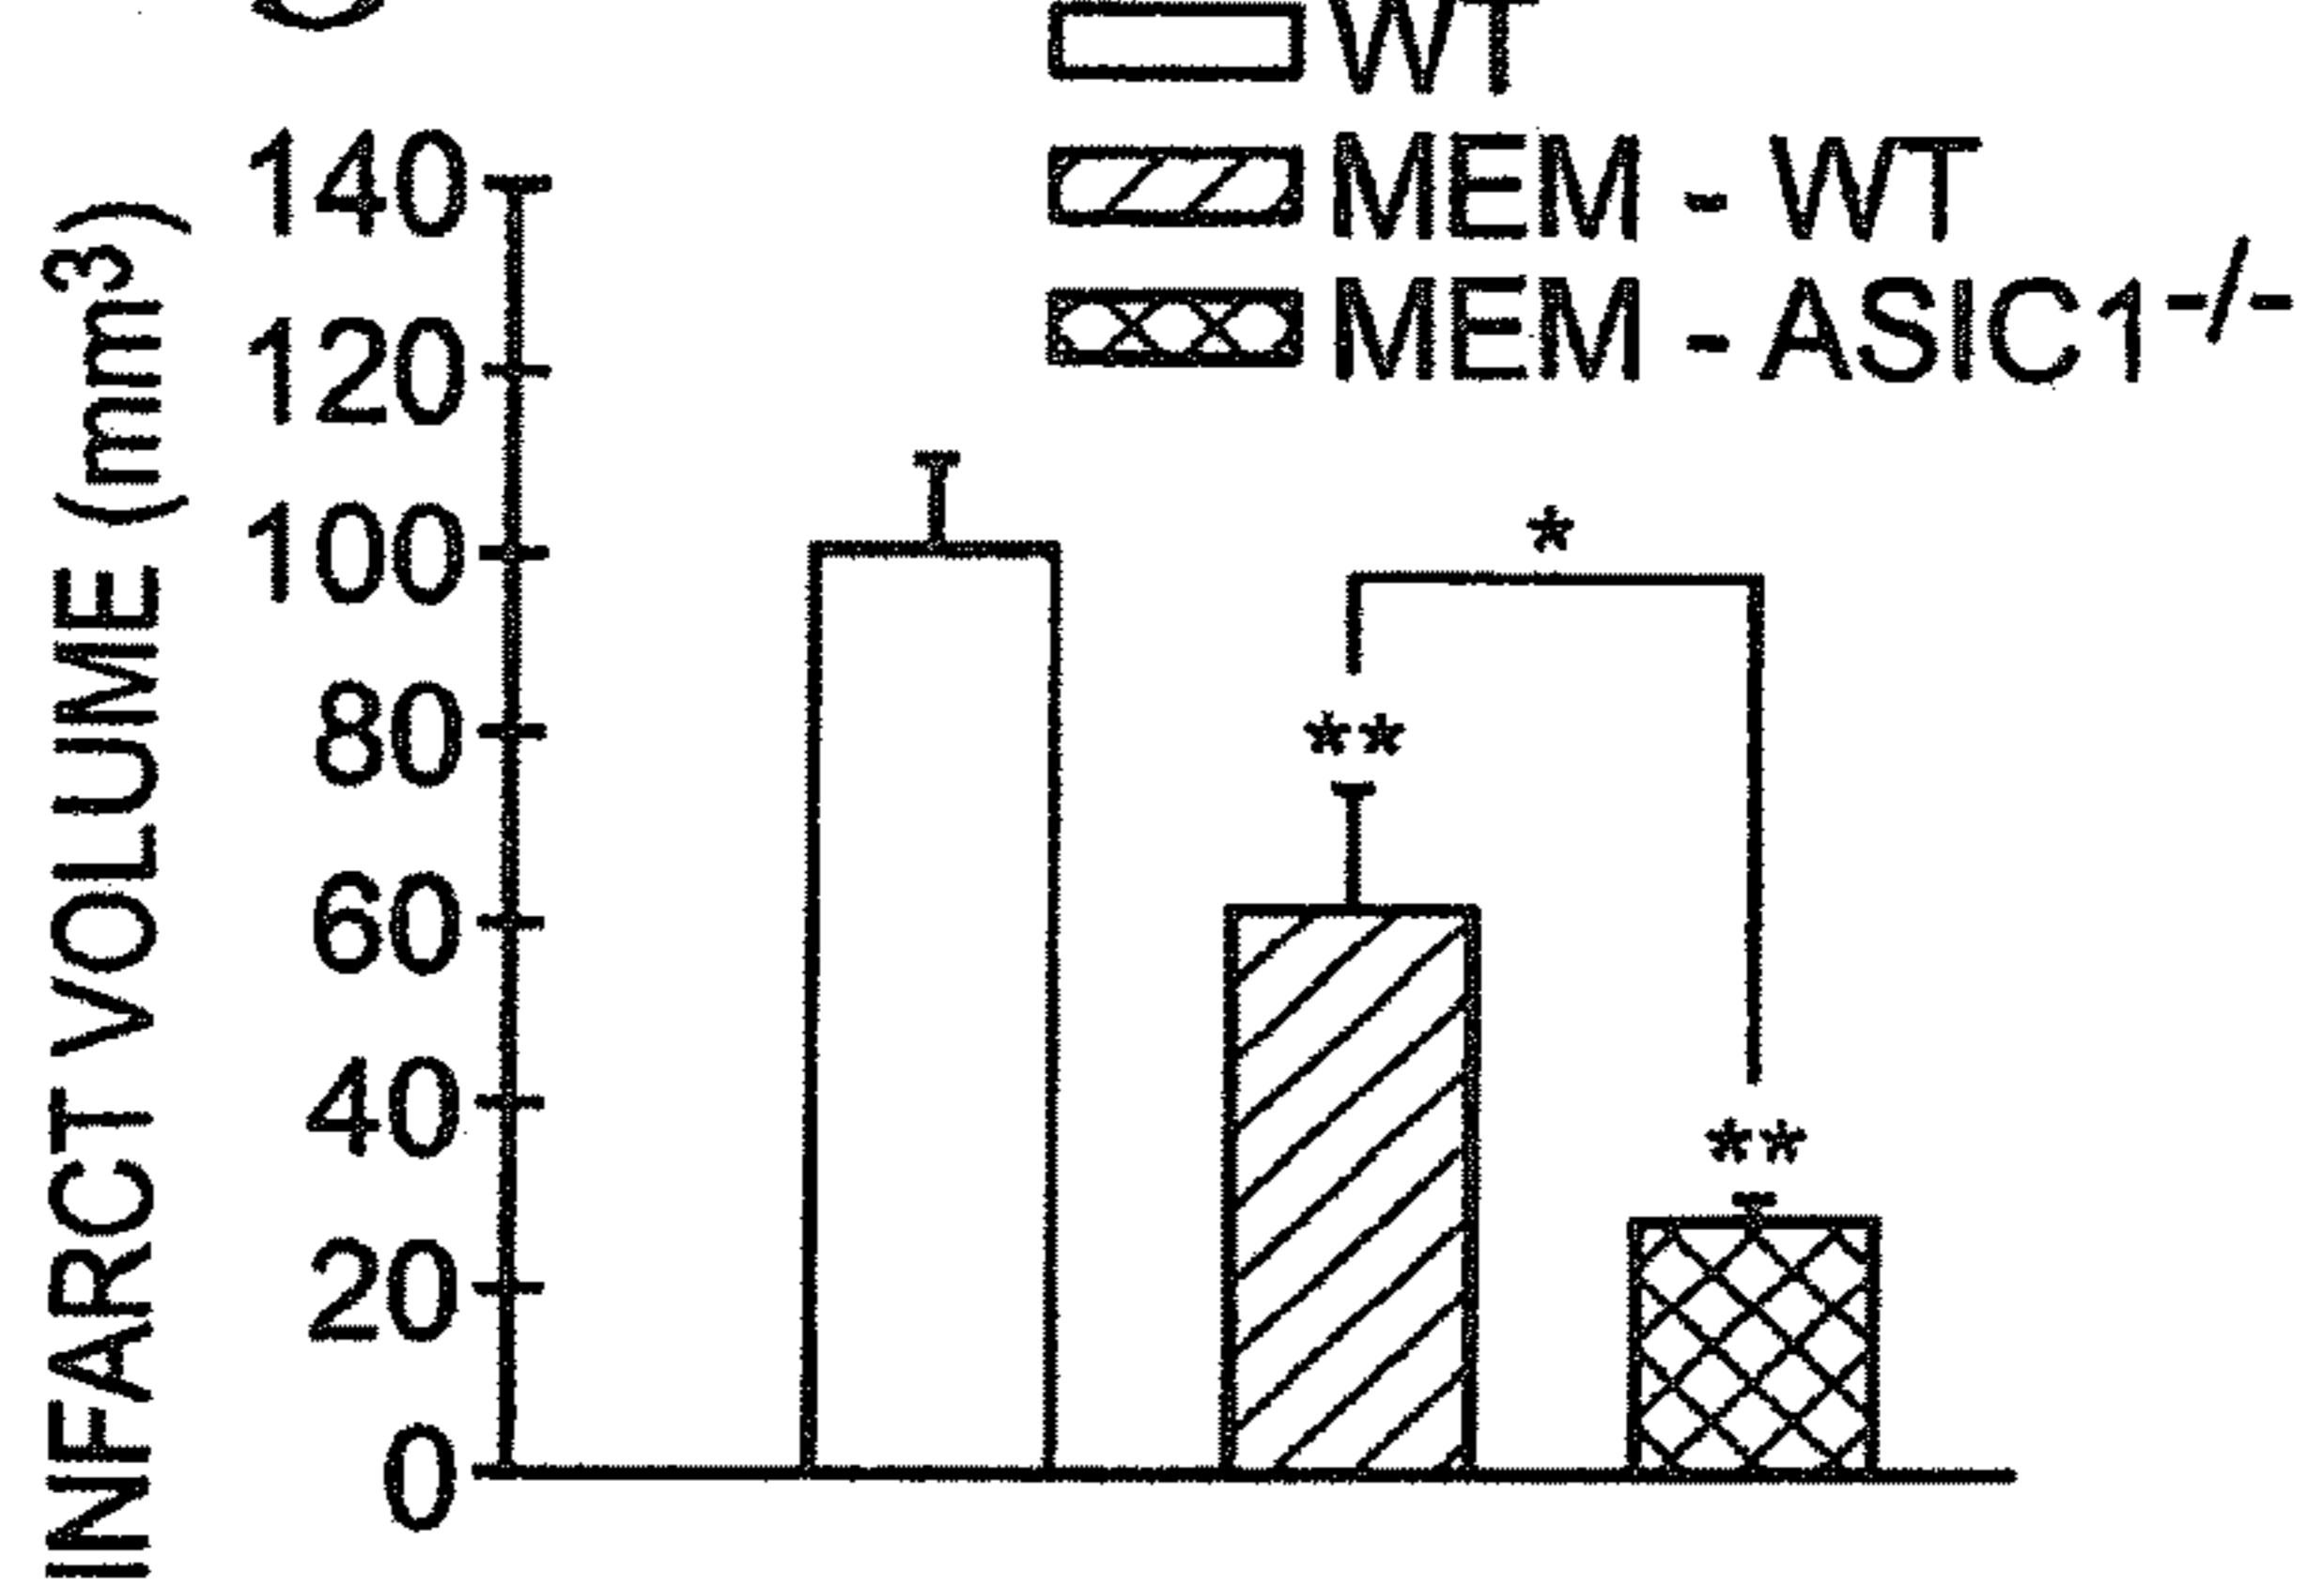 WT
MEM - WT
MEM - ASIC1-/-
INFARCT VOLUME (mm³)
140
120
100
80
60
40
20
0
*
**
**